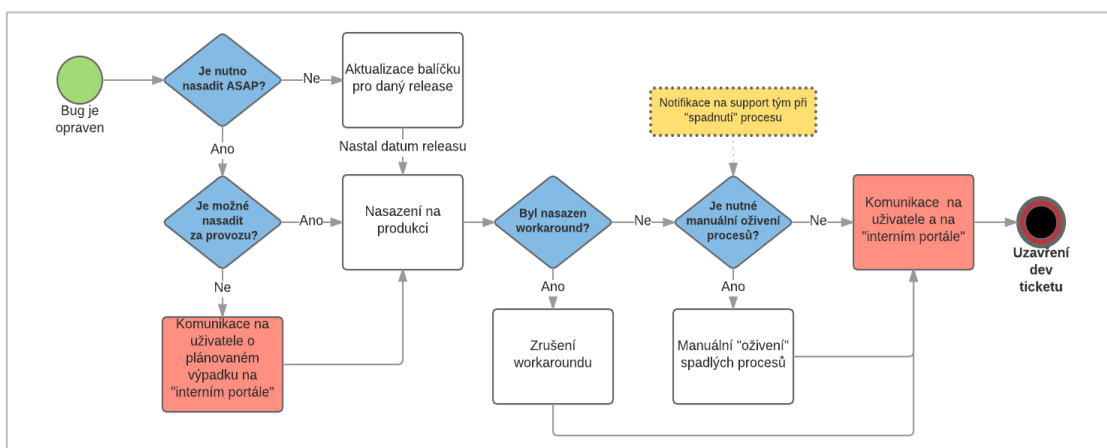 Bug je
opraven
Je nutno
nasadit ASAP?
Ne
Aktualizace balíčku
pro daný release
Ano
Nastal datum releasu
Je možné
nasadit
za provozu?
Ano
Nasazení na
produkci
Ne
Komunikace na
uživatele o
plánovaném
výpadku na
"interním portále"
Byl nasazen
workaround?
Ne
Ano
Zrušení
workaroundu
Notifikace na support tým při
"spadnutí" procesu
Je nutné
manuální oživení
procesů?
Ne
Ano
Manuální "oživení"
spadlých procesů
Komunikace  na
uživatele a na
"interním portále"
Uzavření
dev
ticketu